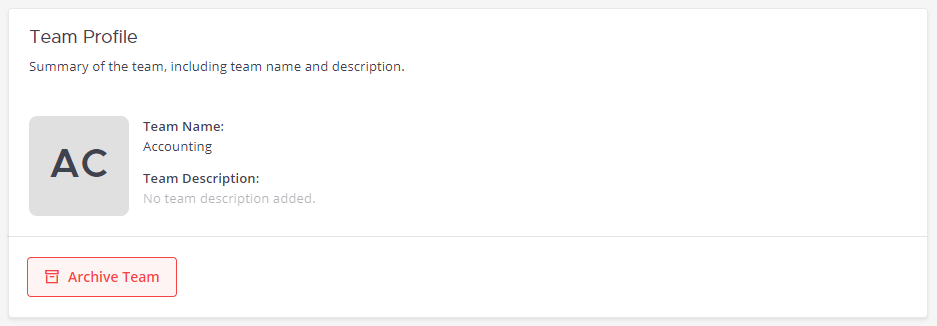 Team Profile
Summary of the team, including team name and description.
AC
Team Name:
Accounting
Team Description:
No team description added.
Archive Team